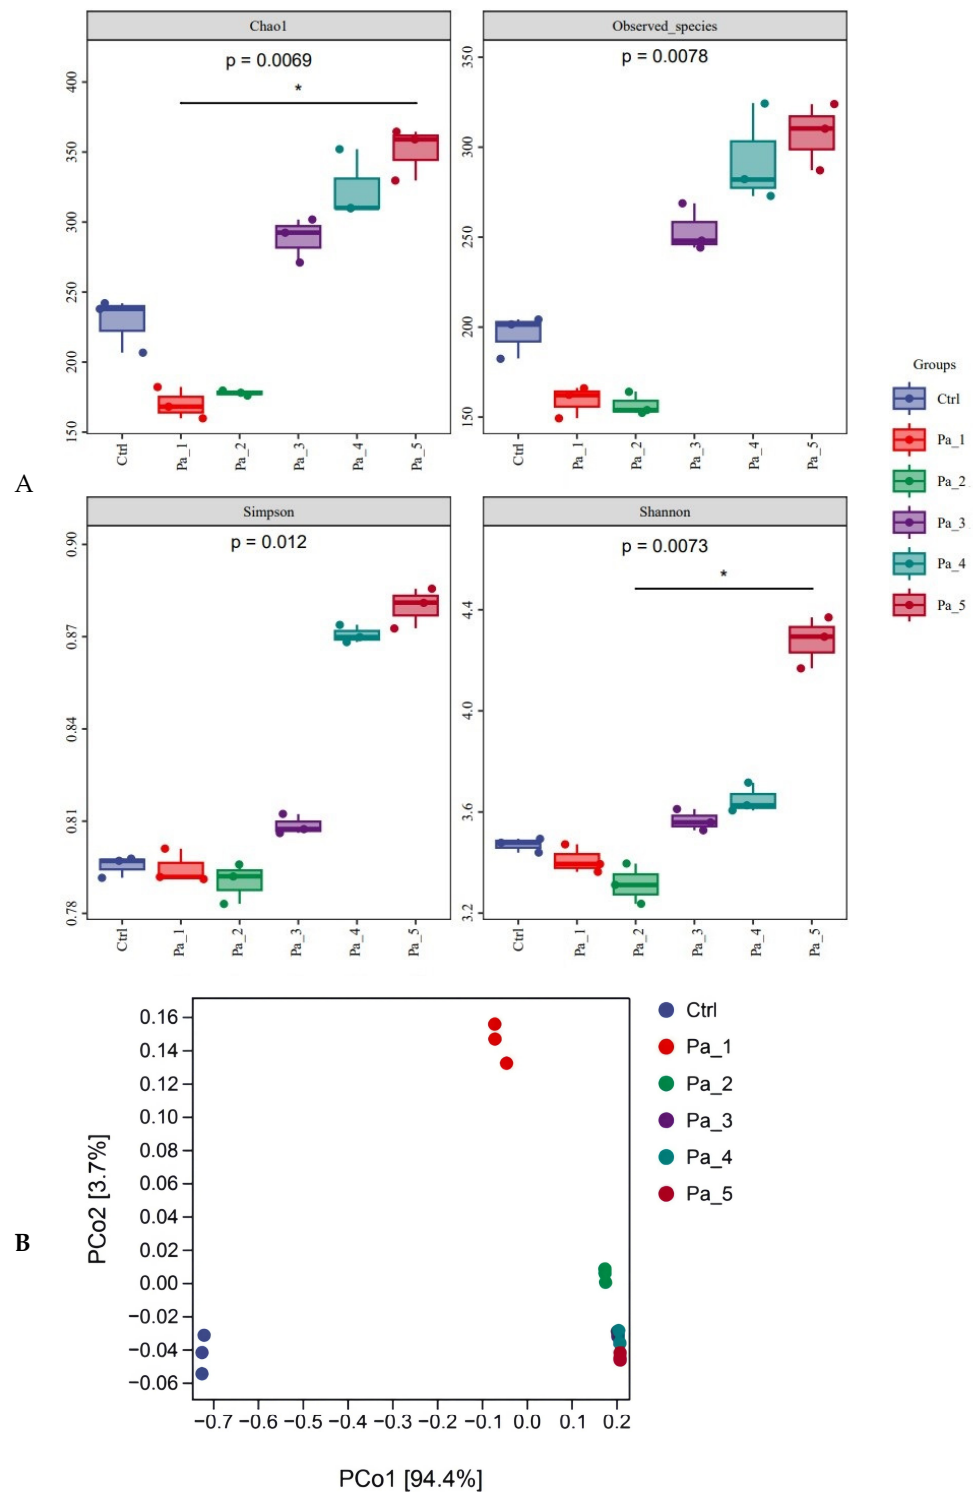 Chao1
p = 0.0069
*
400
350
300
250
200
150
Ctrl
Pa_1
Pa_2
Pa_3
Pa_4
Pa_5
Observed_species
p = 0.0078
350
300
250
200
150
Ctrl
Pa_1
Pa_2
Pa_3
Pa_4
Pa_5
Groups
Ctrl
Pa_1
Pa_2
Pa_3
Pa_4
Pa_5
A
Simpson
p = 0.012
0.90
0.87
0.84
0.81
0.78
Ctrl
Pa_1
Pa_2
Pa_3
Pa_4
Pa_5
Shannon
p = 0.0073
*
4.4
4.0
3.6
3.2
Ctrl
Pa_1
Pa_2
Pa_3
Pa_4
Pa_5
B
PCo2 [3.7%]
0.16
0.14
0.12
0.10
0.08
0.06
0.04
0.02
0.00
−0.02
−0.04
−0.06
−0.7 −0.6 −0.5 −0.4 −0.3 −0.2 −0.1 0.0 0.1 0.2
PCo1 [94.4%]
Ctrl
Pa_1
Pa_2
Pa_3
Pa_4
Pa_5